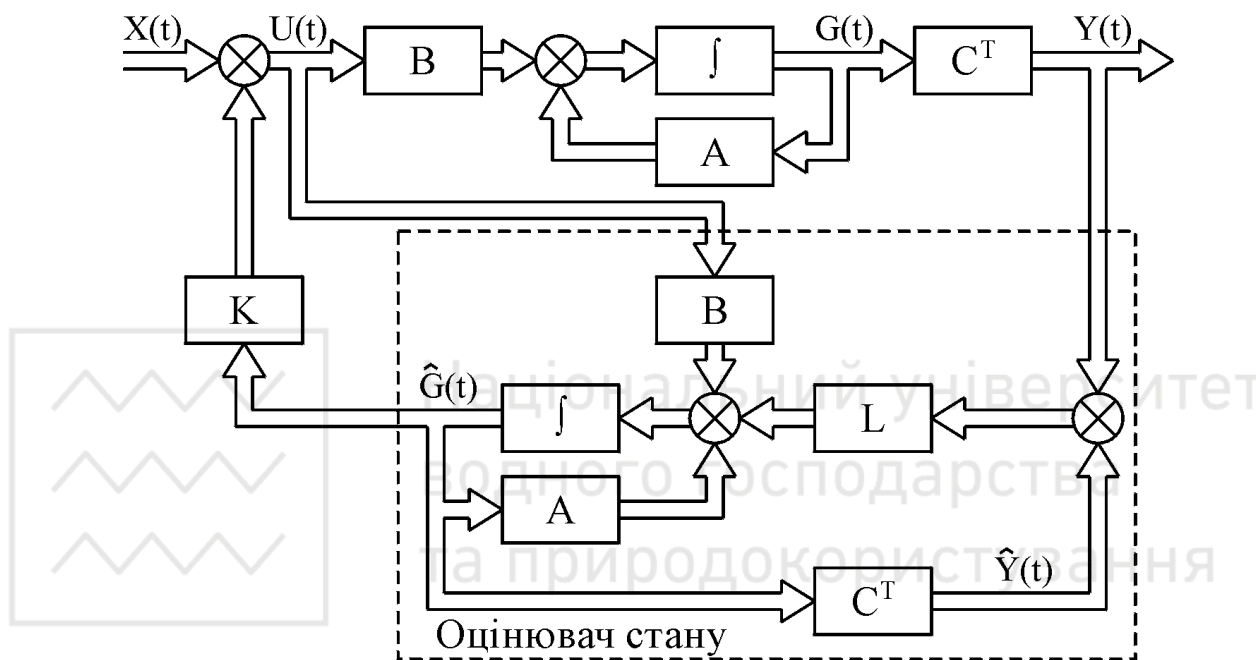 X(t) U(t) G(t) Y(t)
B ∫ Cᵀ
A
K B
Національний університет
Ĝ(t)
∫ L
водного господарства
A
та природокористування
Ŷ(t)
Cᵀ
Оцінювач стану